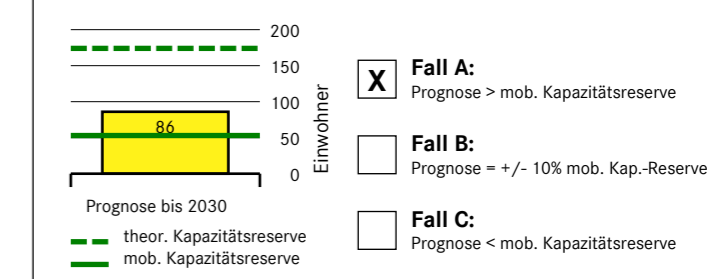 200
150
100
50
0
Einwohner
86
Prognose bis 2030
theor. Kapazitätsreserve
mob. Kapazitätsreserve
X
Fall A:
Prognose > mob. Kapazitätsreserve
Fall B:
Prognose = +/- 10% mob. Kap.-Reserve
Fall C:
Prognose < mob. Kapazitätsreserve